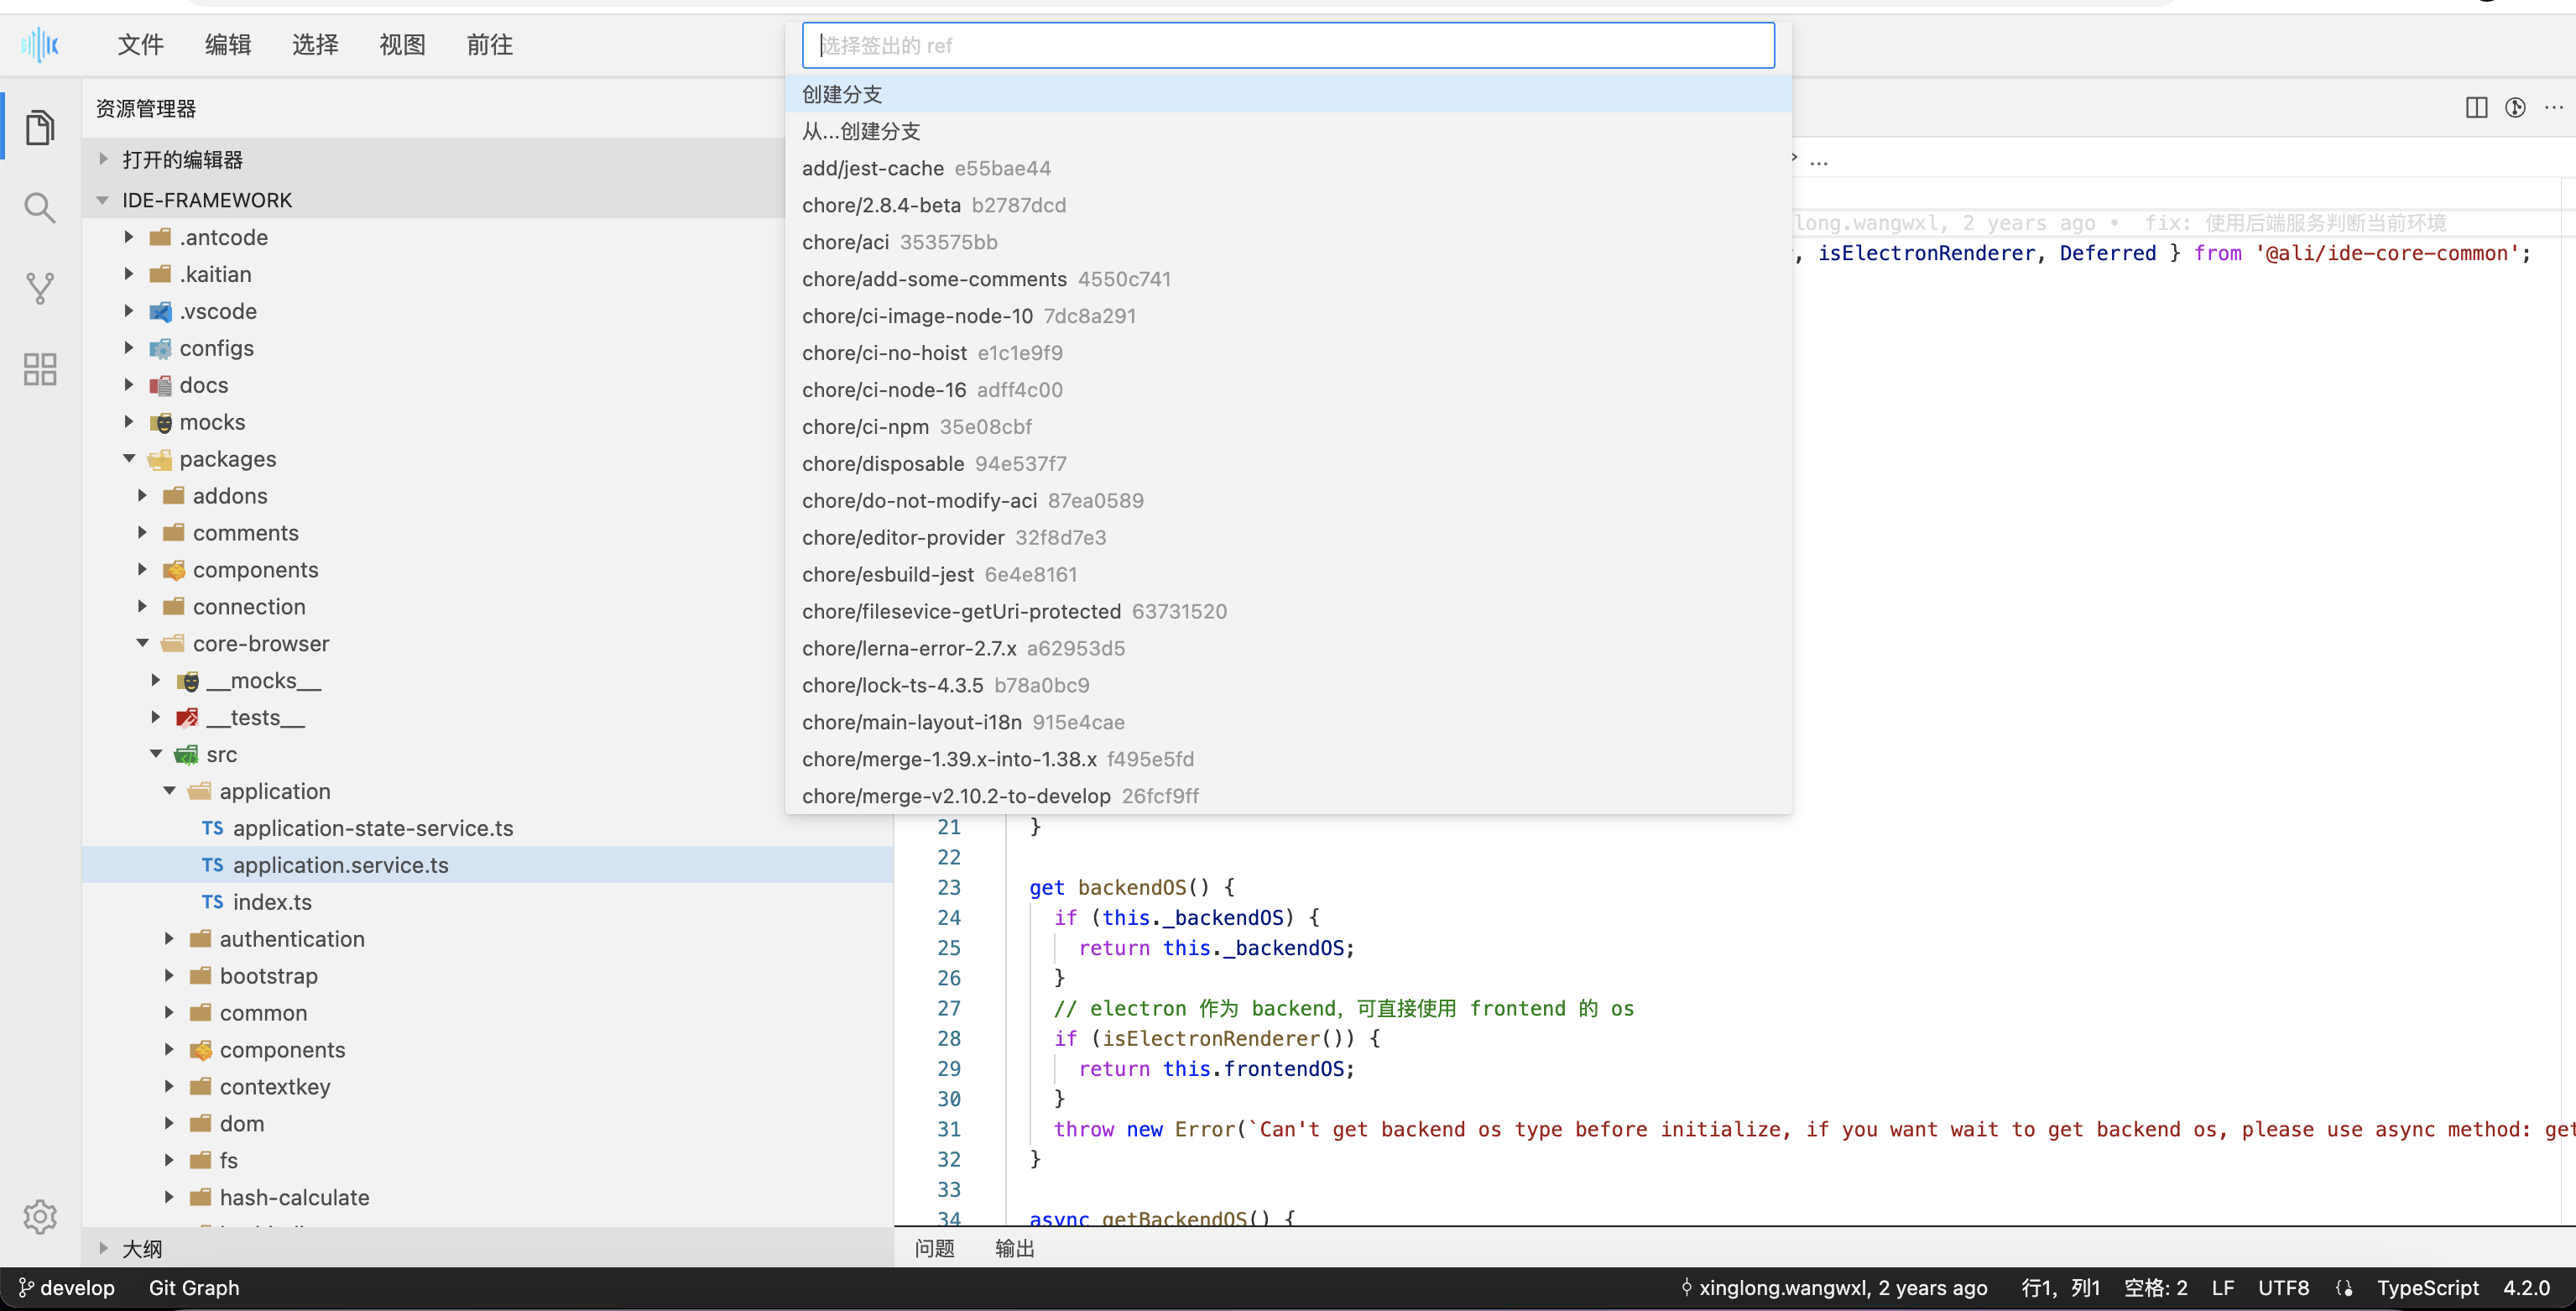 文件 编辑 选择 视图 前往
选择签出的 ref
创建分支
从...创建分支
add/jest-cache e55bae44
chore/2.8.4-beta b2787dcd
chore/aci 353575bb
chore/add-some-comments 4550c741
chore/ci-image-node-10 7dc8a291
chore/ci-no-hoist e1c1e9f9
chore/ci-node-16 adff4c00
chore/ci-npm 35e08cbf
chore/disposable 94e537f7
chore/do-not-modify-aci 87ea0589
chore/editor-provider 32f8d7e3
chore/esbuild-jest 6e4e8161
chore/filesevice-getUri-protected 63731520
chore/lerna-error-2.7.x a62953d5
chore/lock-ts-4.3.5 b78a0bc9
chore/main-layout-i18n 915e4cae
chore/merge-1.39.x-into-1.38.x f495e5fd
chore/merge-v2.10.2-to-develop 26fcf9ff
资源管理器
打开的编辑器
IDE-FRAMEWORK
.antcode
.kaitian
.vscode
configs
docs
mocks
packages
addons
comments
components
connection
core-browser
__mocks__
__tests__
src
application
TS application-state-service.ts
TS application.service.ts
TS index.ts
authentication
bootstrap
common
components
contextkey
dom
fs
hash-calculate
大纲
> ...
long.wangwxl, 2 years ago • fix: 使用后端服务判断当前环境
, isElectronRenderer, Deferred } from '@ali/ide-core-common';
21 }
22
23 get backendOS() {
24 if (this._backendOS) {
25 return this._backendOS;
26 }
27 // electron 作为 backend，可直接使用 frontend 的 os
28 if (isElectronRenderer()) {
29 return this.frontendOS;
30 }
31 throw new Error(`Can't get backend os type before initialize, if you want wait to get backend os, please use async method: get
32 }
33
34 async getBackendOS() {
问题 输出
develop Git Graph xinglong.wangwxl, 2 years ago 行1，列1 空格: 2 LF UTF8 TypeScript 4.2.0